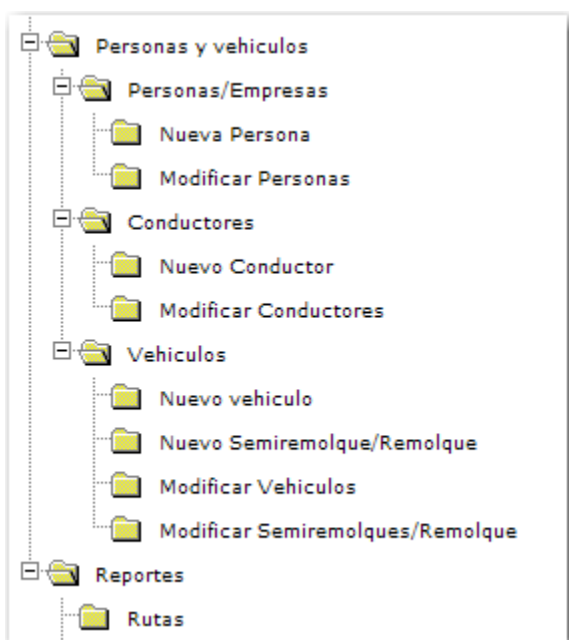 Personas y vehiculos
Personas/Empresas
Nueva Persona
Modificar Personas
Conductores
Nuevo Conductor
Modificar Conductores
Vehiculos
Nuevo vehiculo
Nuevo Semiremolque/Remolque
Modificar Vehiculos
Modificar Semiremolques/Remolque
Reportes
Rutas